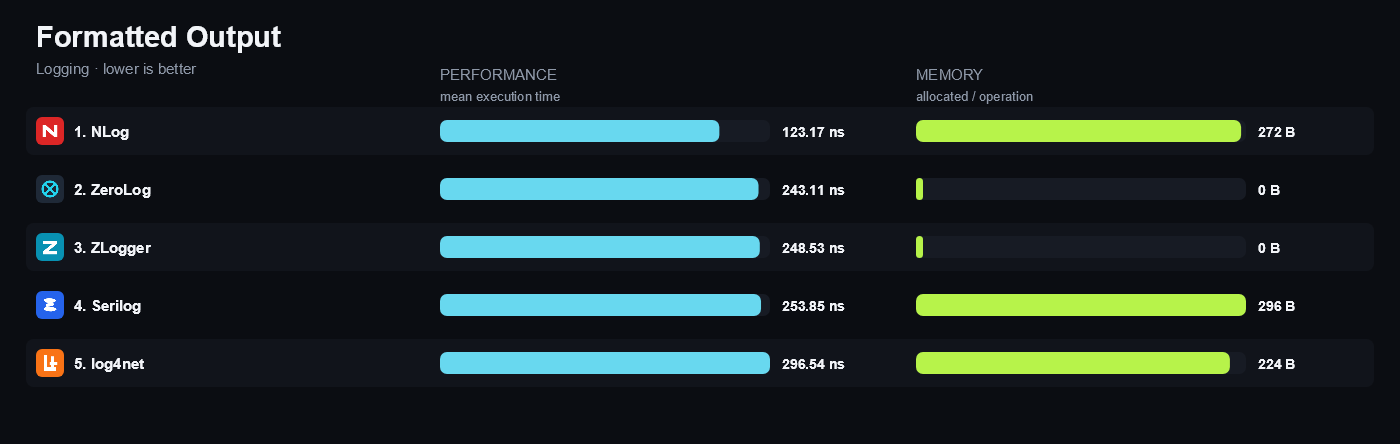 Formatted Output
Logging · lower is better
PERFORMANCE
mean execution time
MEMORY
allocated / operation
1. NLog 123.17 ns 272 B
2. ZeroLog 243.11 ns 0 B
3. ZLogger 248.53 ns 0 B
4. Serilog 253.85 ns 296 B
5. log4net 296.54 ns 224 B